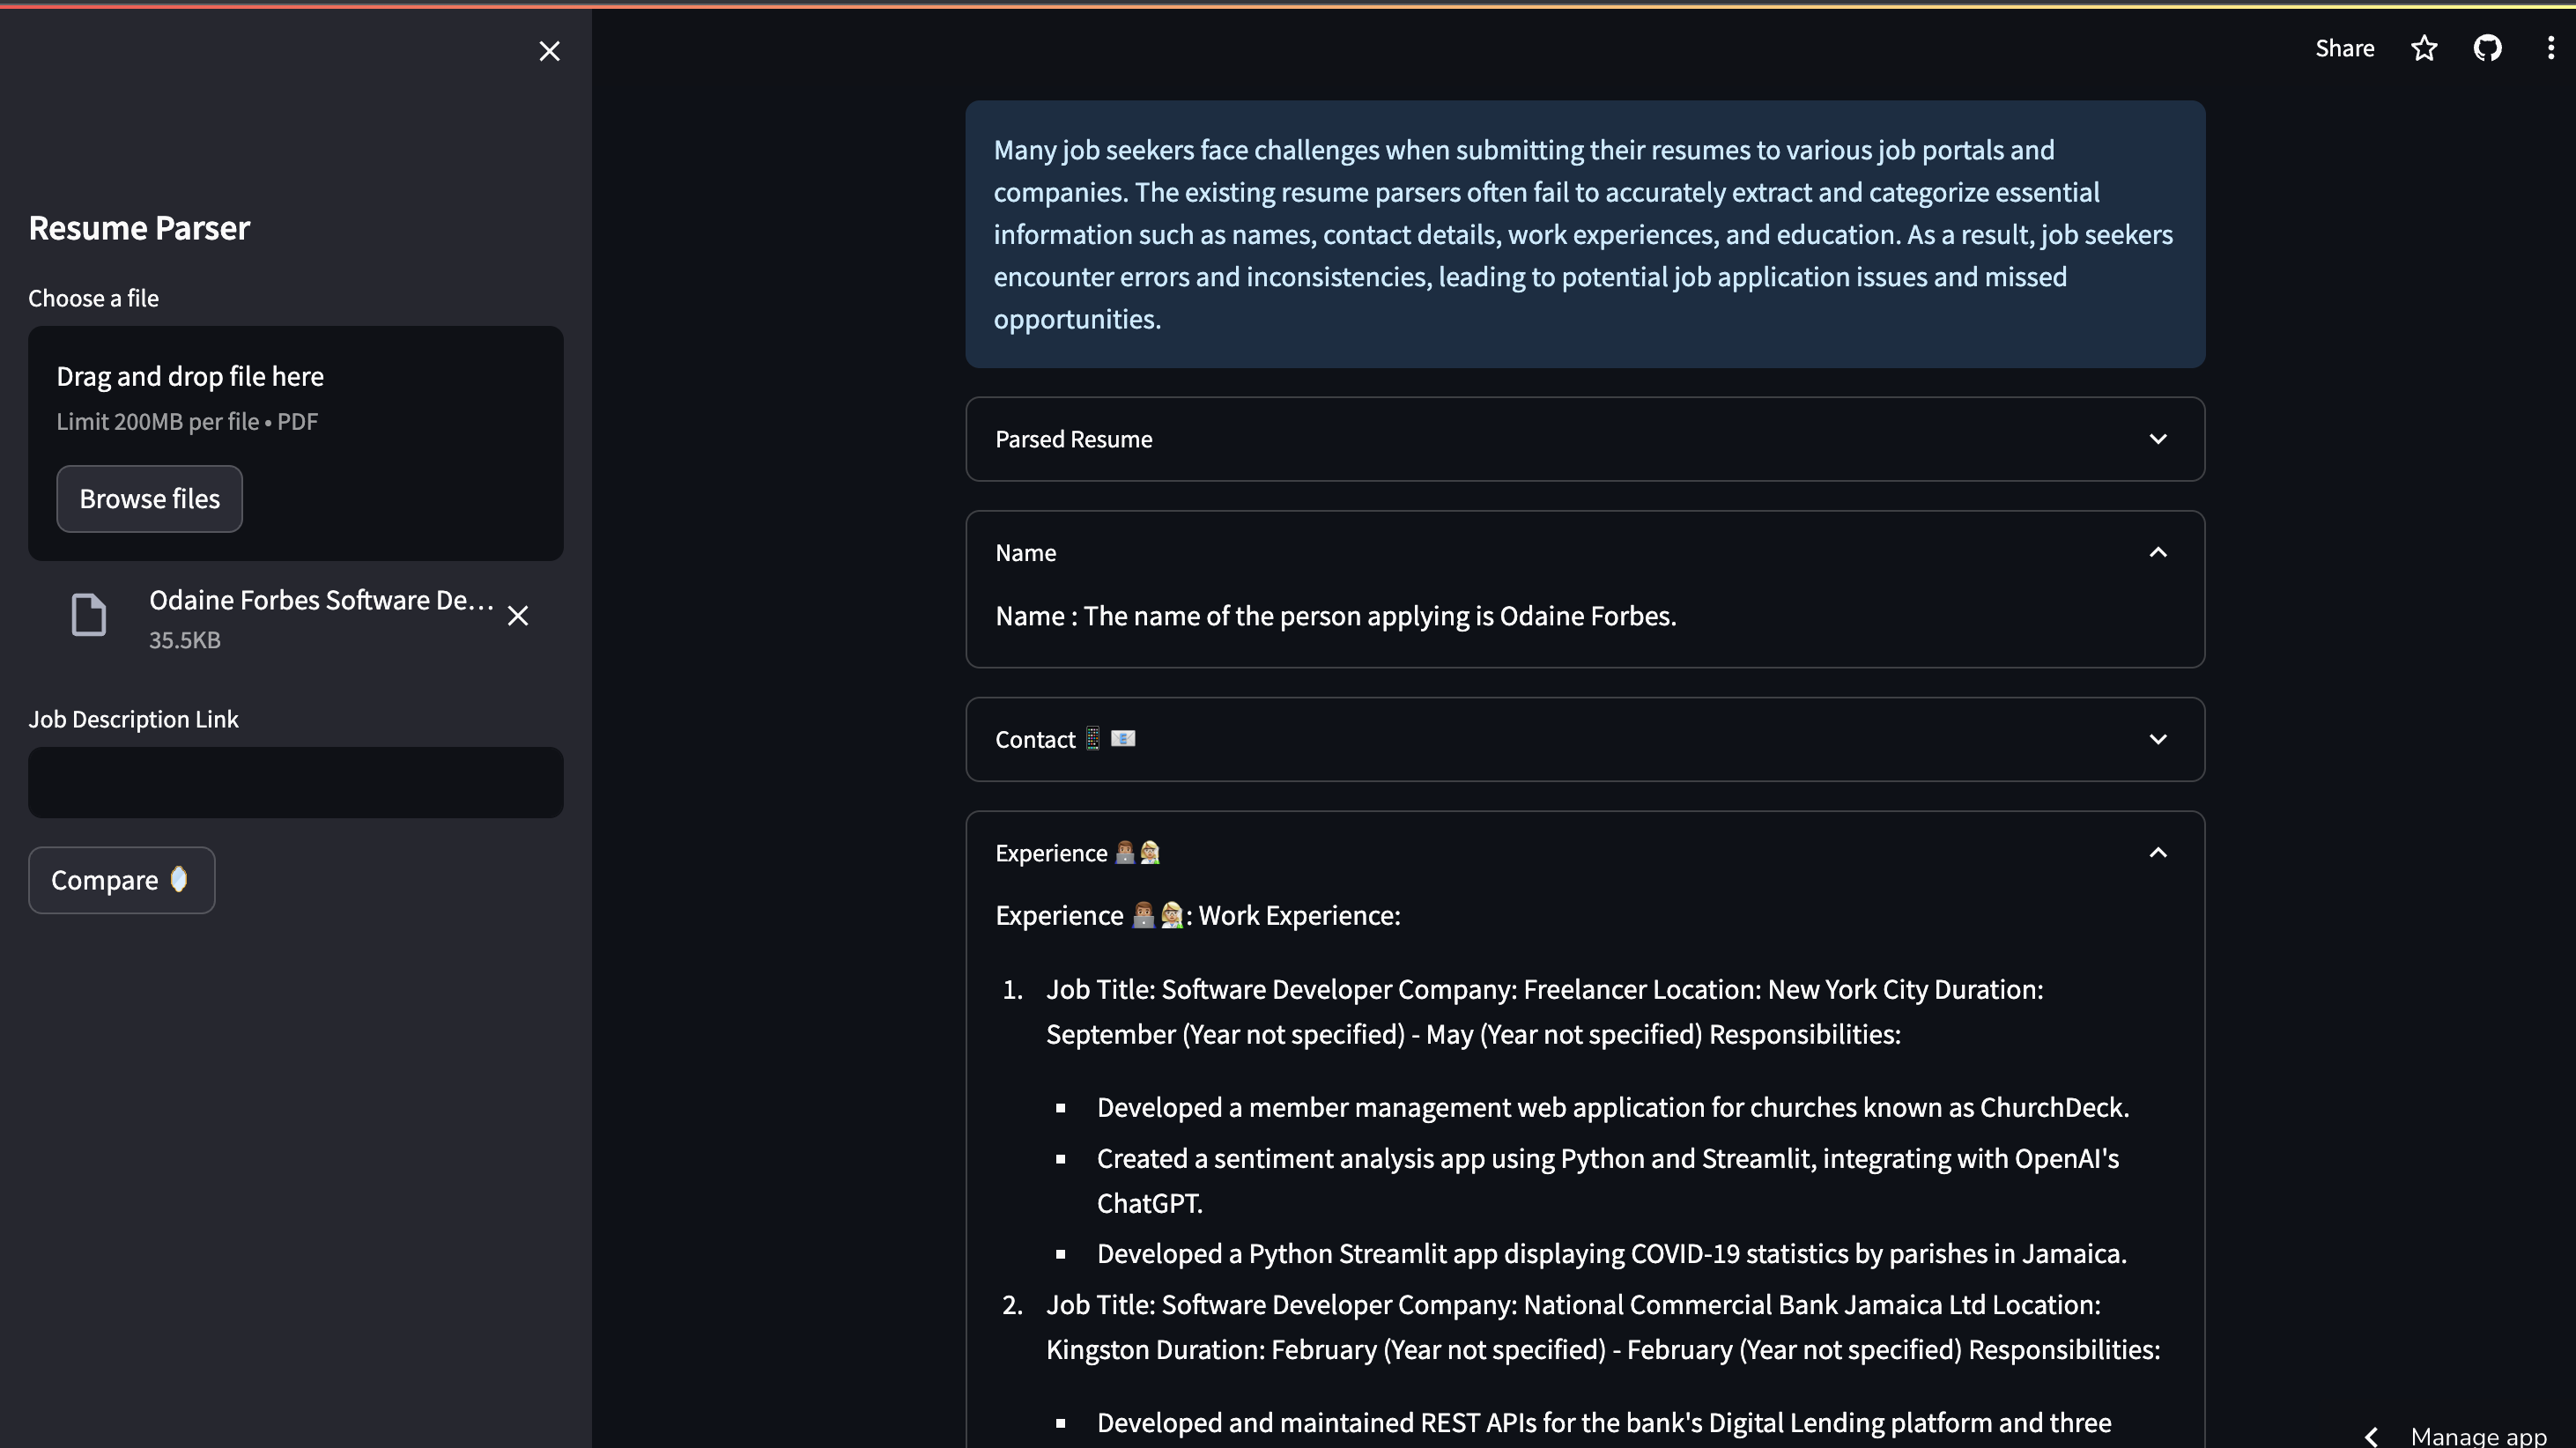 Share
Resume Parser
Choose a file
Drag and drop file here
Limit 200MB per file • PDF
Browse files
Odaine Forbes Software De...
35.5KB
Job Description Link
Compare 🪞
Many job seekers face challenges when submitting their resumes to various job portals and
companies. The existing resume parsers often fail to accurately extract and categorize essential
information such as names, contact details, work experiences, and education. As a result, job seekers
encounter errors and inconsistencies, leading to potential job application issues and missed
opportunities.
Parsed Resume
Name
Name : The name of the person applying is Odaine Forbes.
Contact 📱 📧
Experience 👨🏽‍💻👩🏼‍🔬
Experience 👨🏽‍💻👩🏼‍🔬: Work Experience:
1. Job Title: Software Developer Company: Freelancer Location: New York City Duration:
September (Year not specified) - May (Year not specified) Responsibilities:
▪ Developed a member management web application for churches known as ChurchDeck.
▪ Created a sentiment analysis app using Python and Streamlit, integrating with OpenAI's
ChatGPT.
▪ Developed a Python Streamlit app displaying COVID-19 statistics by parishes in Jamaica.
2. Job Title: Software Developer Company: National Commercial Bank Jamaica Ltd Location:
Kingston Duration: February (Year not specified) - February (Year not specified) Responsibilities:
▪ Developed and maintained REST APIs for the bank's Digital Lending platform and three
Manage app